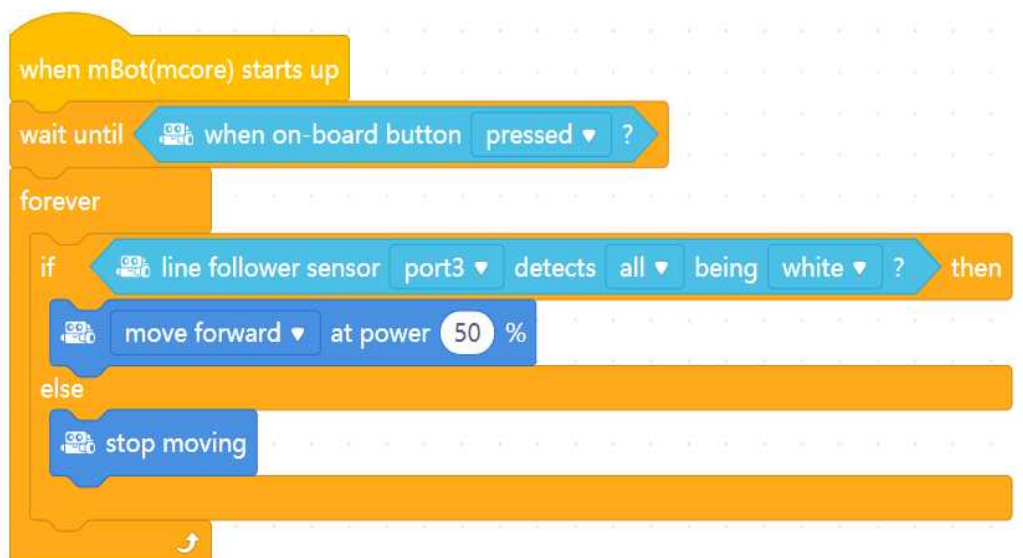 when mBot(mcore) starts up
wait until when on-board button pressed ?
forever
if line follower sensor port3 detects all being white ? then
move forward at power 50 %
else
stop moving